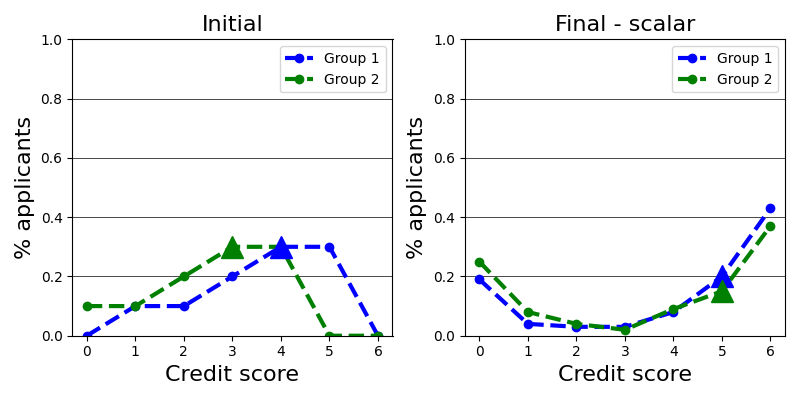 Initial
Final - scalar
% applicants
1.0
0.8
0.6
0.4
0.2
0.0
Group 1
Group 2
0 1 2 3 4 5 6
Credit score
% applicants
1.0
0.8
0.6
0.4
0.2
0.0
Group 1
Group 2
0 1 2 3 4 5 6
Credit score